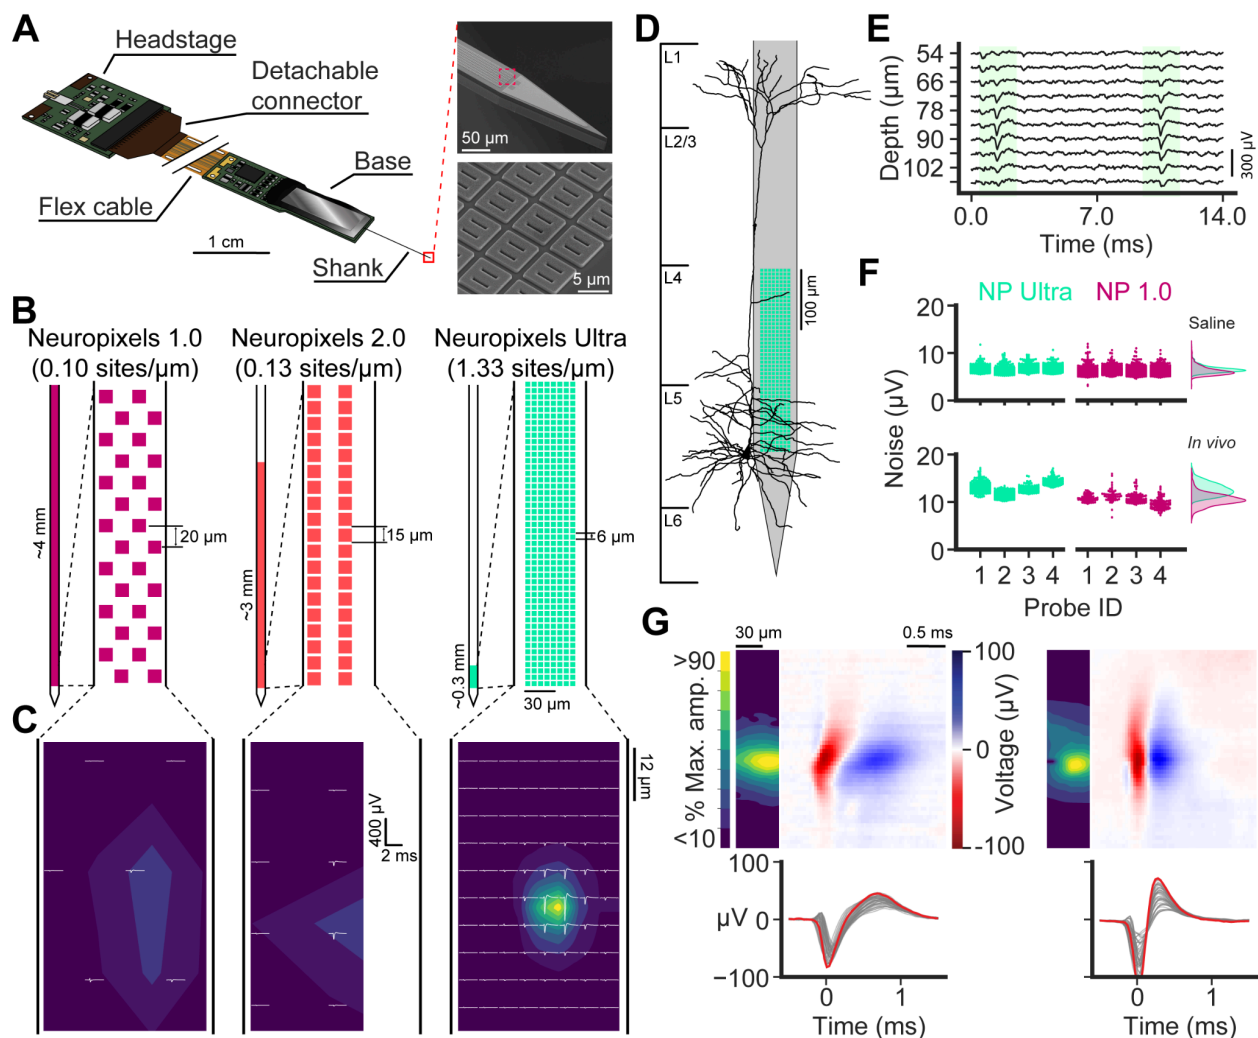 A
Headstage
Detachable
connector
Base
Flex cable
1 cm
Shank
50 µm
5 µm
B
Neuropixels 1.0
(0.10 sites/µm)
Neuropixels 2.0
(0.13 sites/µm)
Neuropixels Ultra
(1.33 sites/µm)
~4 mm
20 µm
~3 mm
15 µm
~0.3 mm
6 µm
30 µm
C
400 µV
2 ms
12 µm
D
L1
L2/3
L4
L5
L6
100 µm
E
Depth (µm)
54
66
78
90
102
300 µV
0.0
7.0
14.0
Time (ms)
F
NP Ultra
NP 1.0
Noise (µV)
20
10
0
Saline
20
10
0
In vivo
1 2 3 4
1 2 3 4
Probe ID
G
30 µm
0.5 ms
>90
% Max. amp.
<10
100
0
−100
Voltage (µV)
100
µV 0
−100
0 1
Time (ms)
0 1
Time (ms)